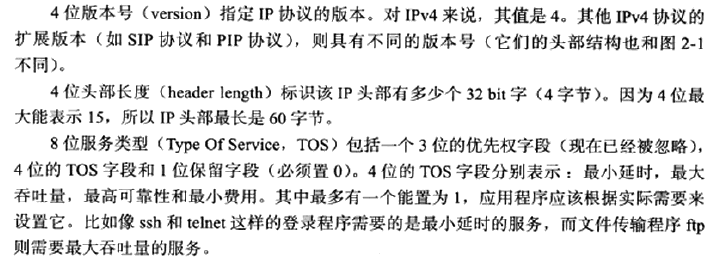 4 位版本号（version）指定 IP 协议的版本。对 IPv4 来说，其值是 4。其他 IPv4 协议的
扩展版本（如 SIP 协议和 PIP 协议），则具有不同的版本号（它们的头部结构也和图 2-1
不同）。
4 位头部长度（header length）标识该 IP 头部有多少个 32 bit 字（4 字节）。因为 4 位最
大能表示 15，所以 IP 头部最长是 60 字节。
8 位服务类型（Type Of Service，TOS）包括一个 3 位的优先权字段（现在已经被忽略），
4 位的 TOS 字段和 1 位保留字段（必须置 0）。4 位的 TOS 字段分别表示：最小延时，最大
吞吐量，最高可靠性和最小费用。其中最多有一个能置为 1，应用程序应该根据实际需要来
设置它。比如像 ssh 和 telnet 这样的登录程序需要的是最小延时的服务，而文件传输程序 ftp
则需要最大吞吐量的服务。